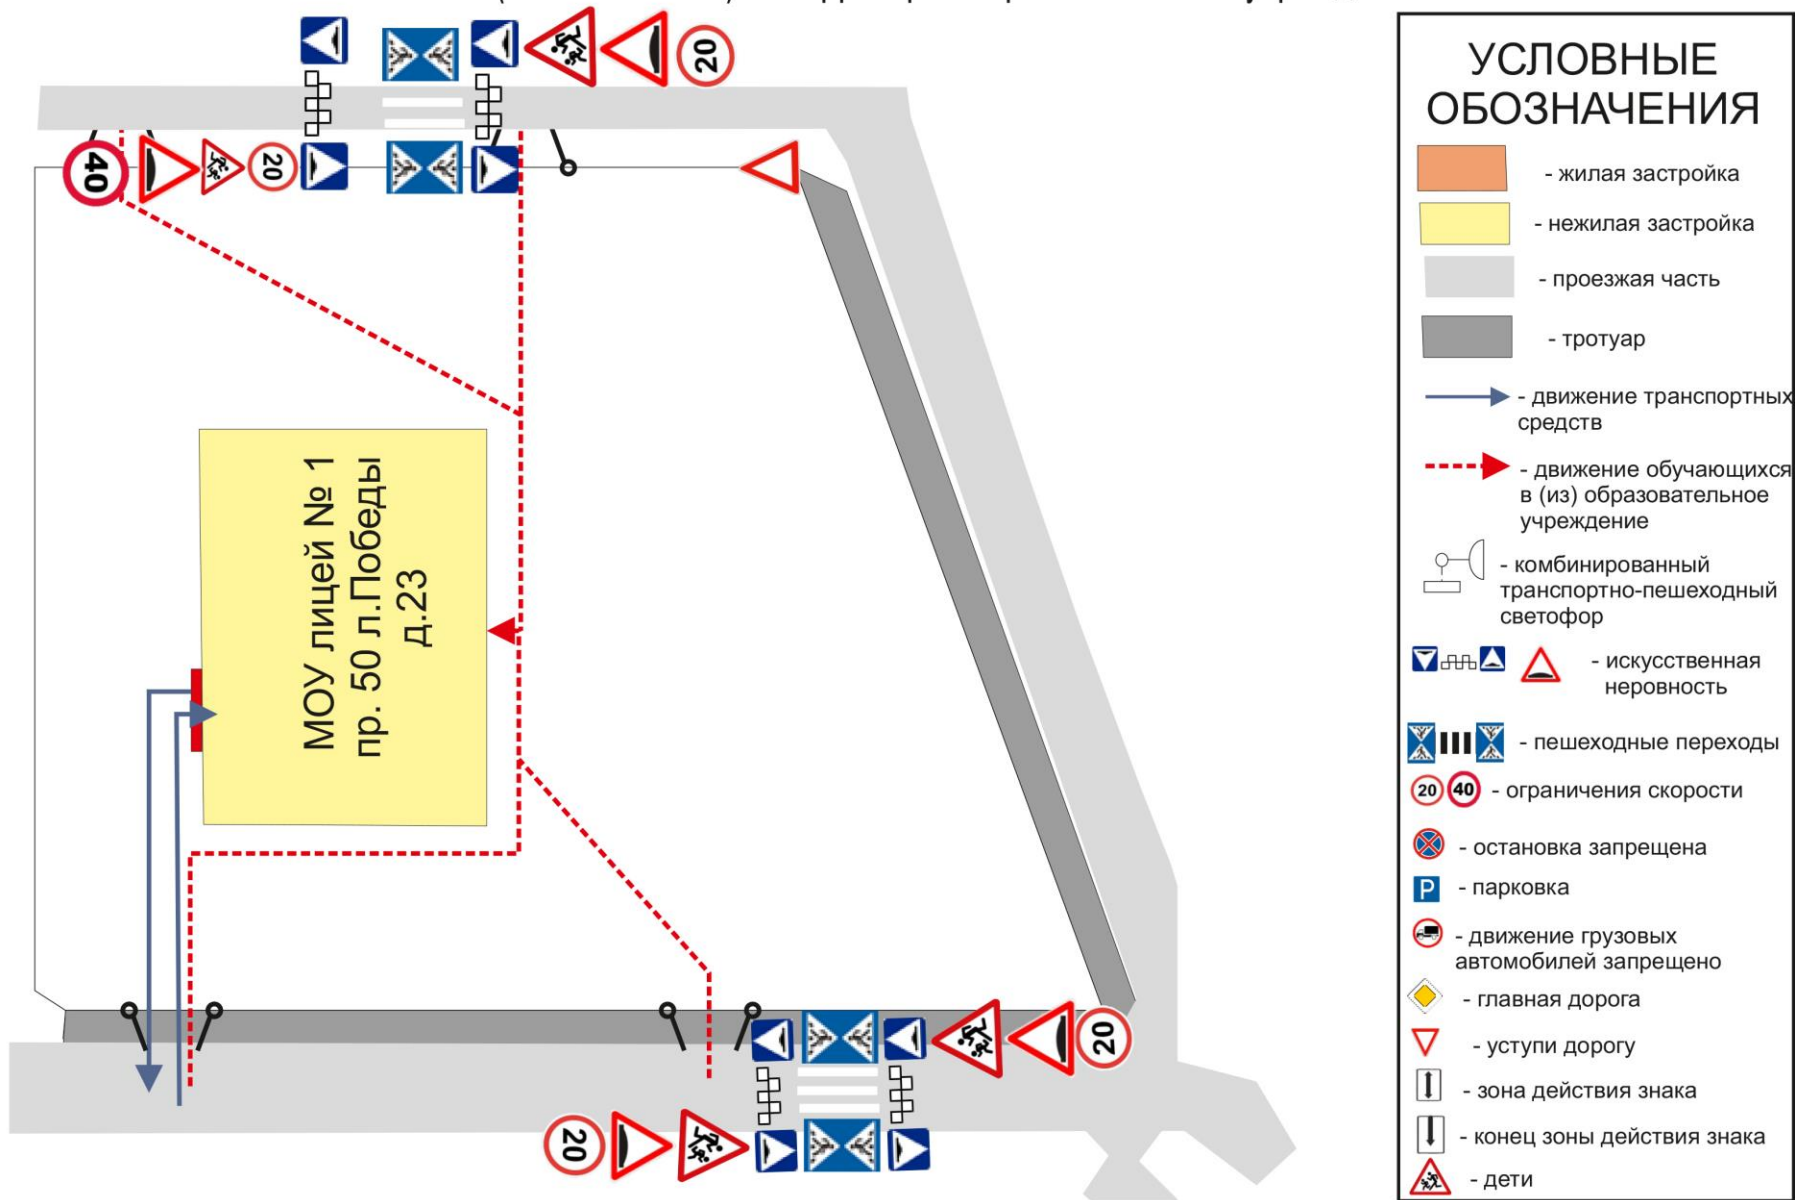 20
40
20
МОУ лицей № 1
пр. 50 л.Победы
д.23
20
20
УСЛОВНЫЕ
ОБОЗНАЧЕНИЯ
- жилая застройка
- нежилая застройка
- проезжая часть
- тротуар
- движение транспортных
средств
- движение обучающихся
в (из) образовательное
учреждение
- комбинированный
транспортно-пешеходный
светофор
- искусственная
неровность
- пешеходные переходы
20 40 - ограничения скорости
- остановка запрещена
P - парковка
- движение грузовых
автомобилей запрещено
- главная дорога
- уступи дорогу
- зона действия знака
- конец зоны действия знака
- дети